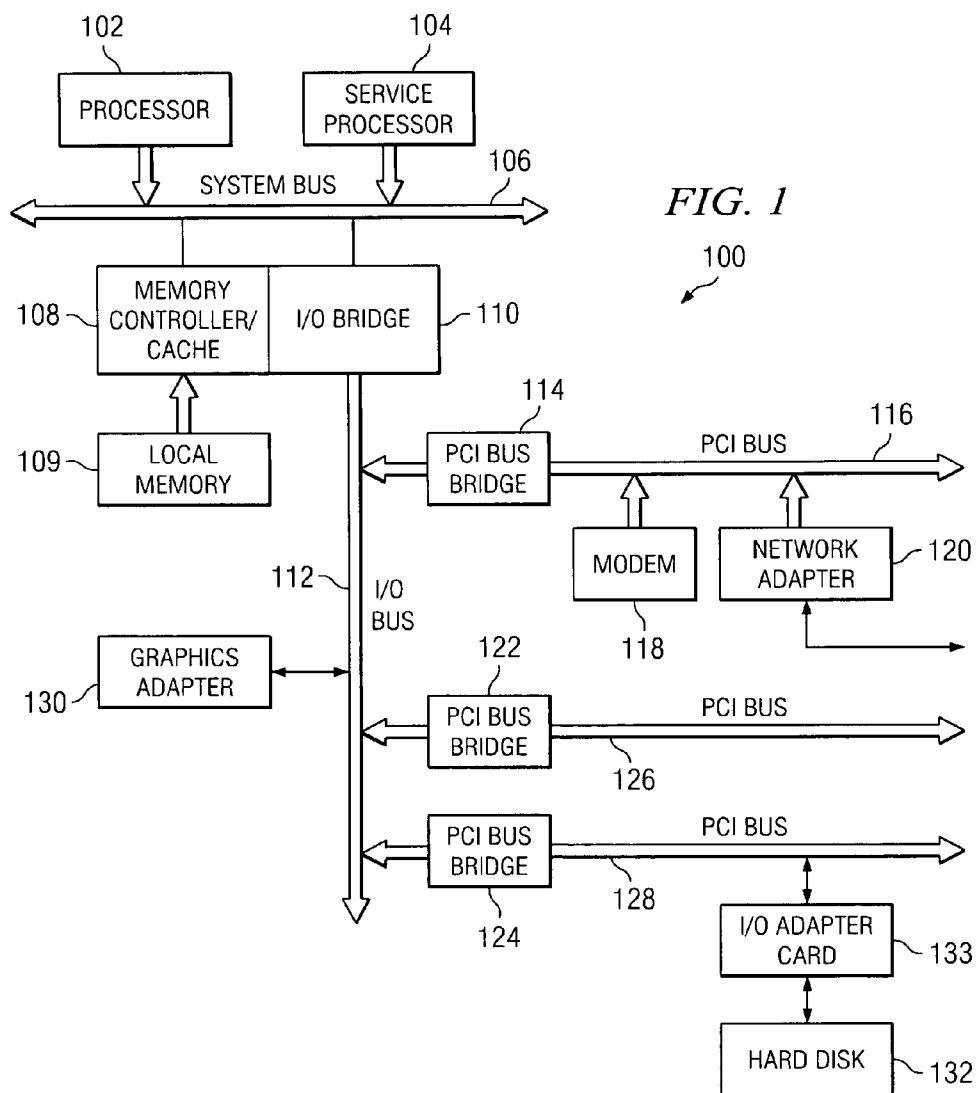 102
104
PROCESSOR
SERVICE
PROCESSOR
SYSTEM BUS
106
FIG. 1
100
108
MEMORY
CONTROLLER/
CACHE
I/O BRIDGE
110
114
116
109
LOCAL
MEMORY
PCI BUS
BRIDGE
PCI BUS
MODEM
118
NETWORK
ADAPTER
120
112
I/O
BUS
GRAPHICS
ADAPTER
130
122
PCI BUS
BRIDGE
PCI BUS
126
PCI BUS
BRIDGE
PCI BUS
124
128
I/O ADAPTER
CARD
133
HARD DISK
132